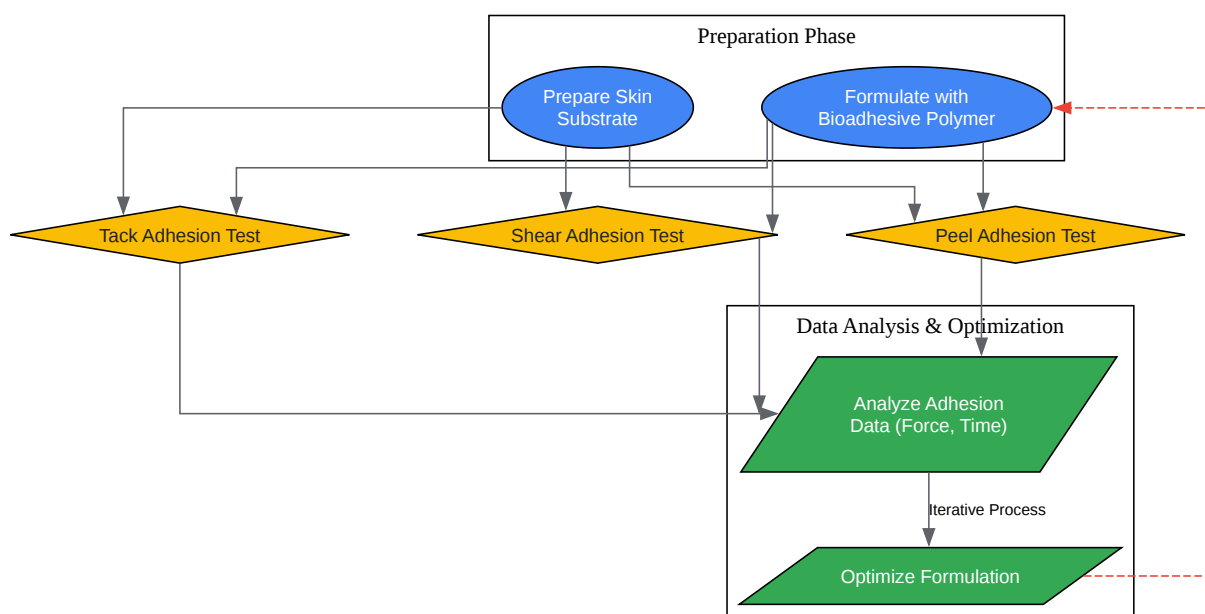 Preparation Phase
Prepare Skin
Substrate
Formulate with
Bioadhesive Polymer
Tack Adhesion Test
Shear Adhesion Test
Peel Adhesion Test
Data Analysis & Optimization
Analyze Adhesion
Data (Force, Time)
Iterative Process
Optimize Formulation